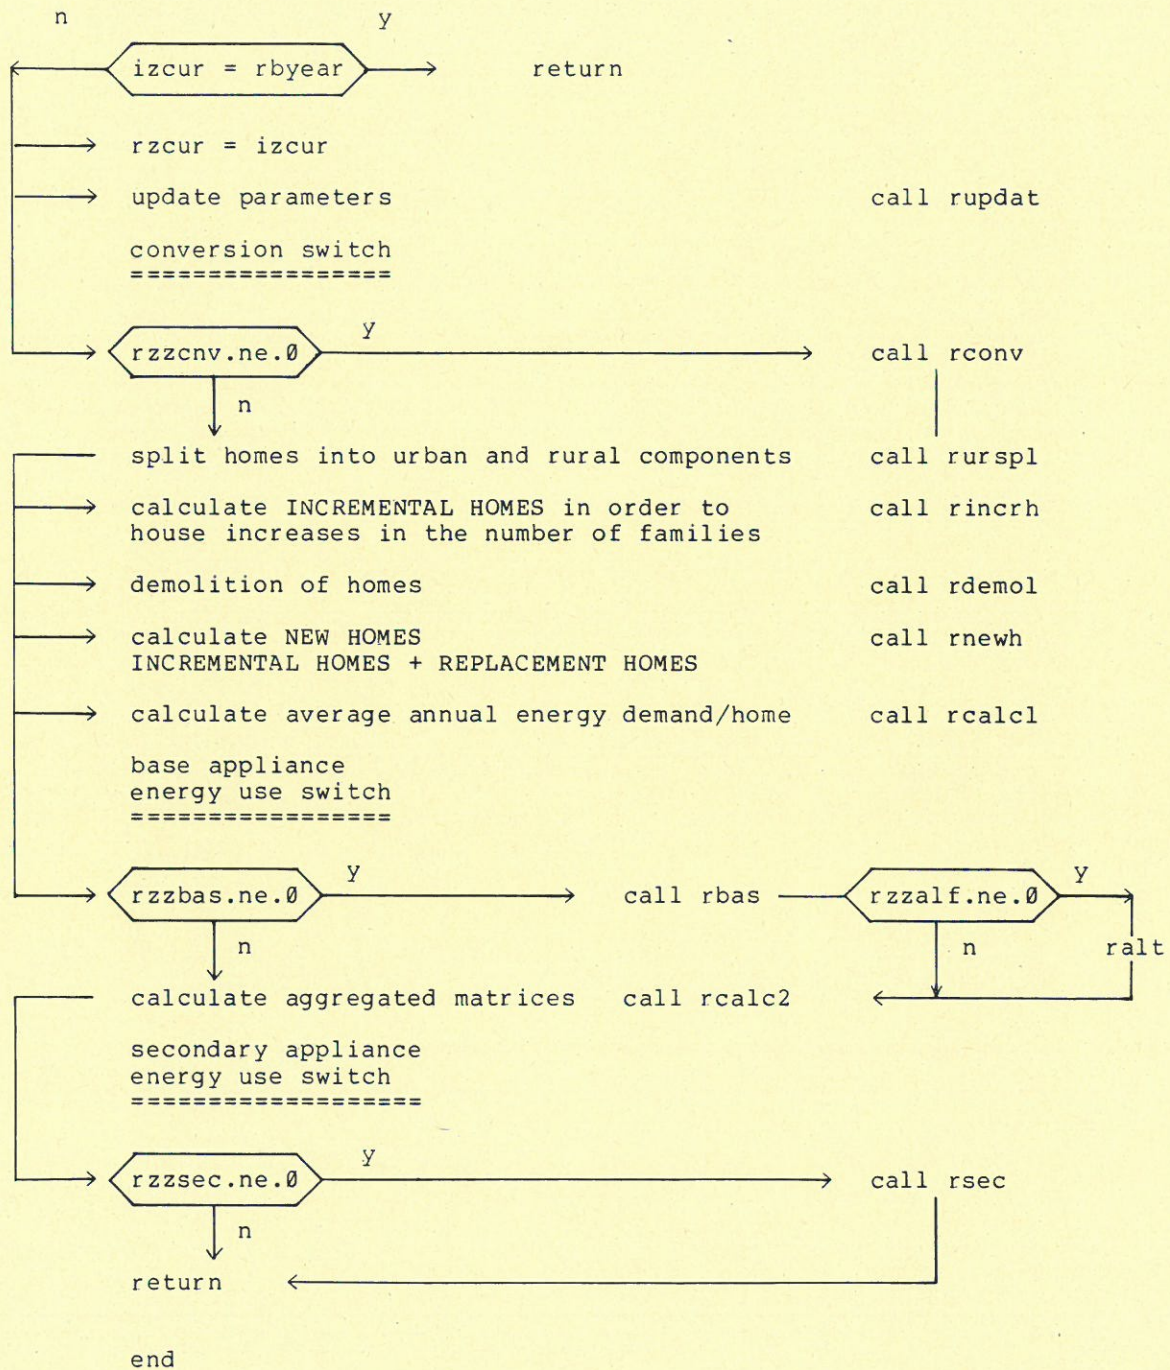 n y
izcur = rbyear return
rzcur = izcur
update parameters call rupdat
conversion switch
=================
rzzcnv.ne.0 y call rconv
n
split homes into urban and rural components call rurspl
calculate INCREMENTAL HOMES in order to call rincrh
house increases in the number of families
demolition of homes call rdemol
calculate NEW HOMES call rnewh
INCREMENTAL HOMES + REPLACEMENT HOMES
calculate average annual energy demand/home call rcalcl
base appliance
energy use switch
=================
rzzbas.ne.0 y call rbas rzzalf.ne.0 y
n n ralt
calculate aggregated matrices call rcalc2
secondary appliance
energy use switch
===================
rzzsec.ne.0 y call rsec
n
return
end